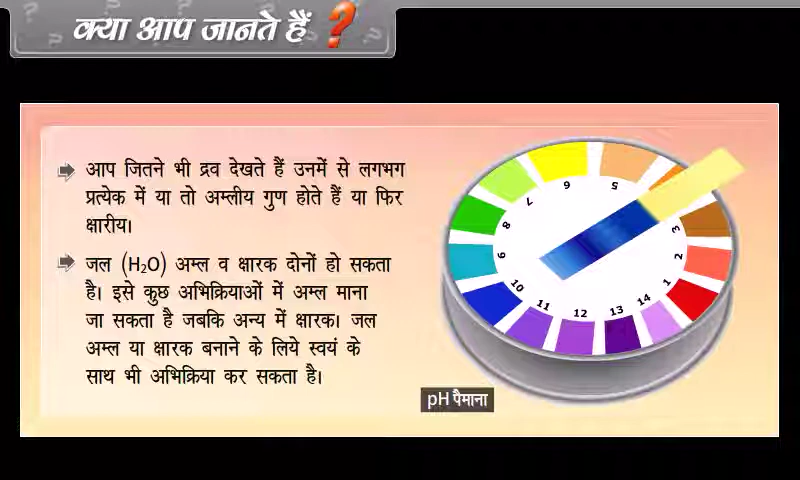 क्या आप जानते हैं ?
आप जितने भी द्रव देखते हैं उनमें से लगभग
प्रत्येक में या तो अम्लीय गुण होते हैं या फिर
क्षारीय।
जल (H₂O) अम्ल व क्षारक दोनों हो सकता
है। इसे कुछ अभिक्रियाओं में अम्ल माना
जा सकता है जबकि अन्य में क्षारक। जल
अम्ल या क्षारक बनाने के लिये स्वयं के
साथ भी अभिक्रिया कर सकता है।
1
2
3
5
6
7
8
9
10
11
12
13
14
pH पैमाना